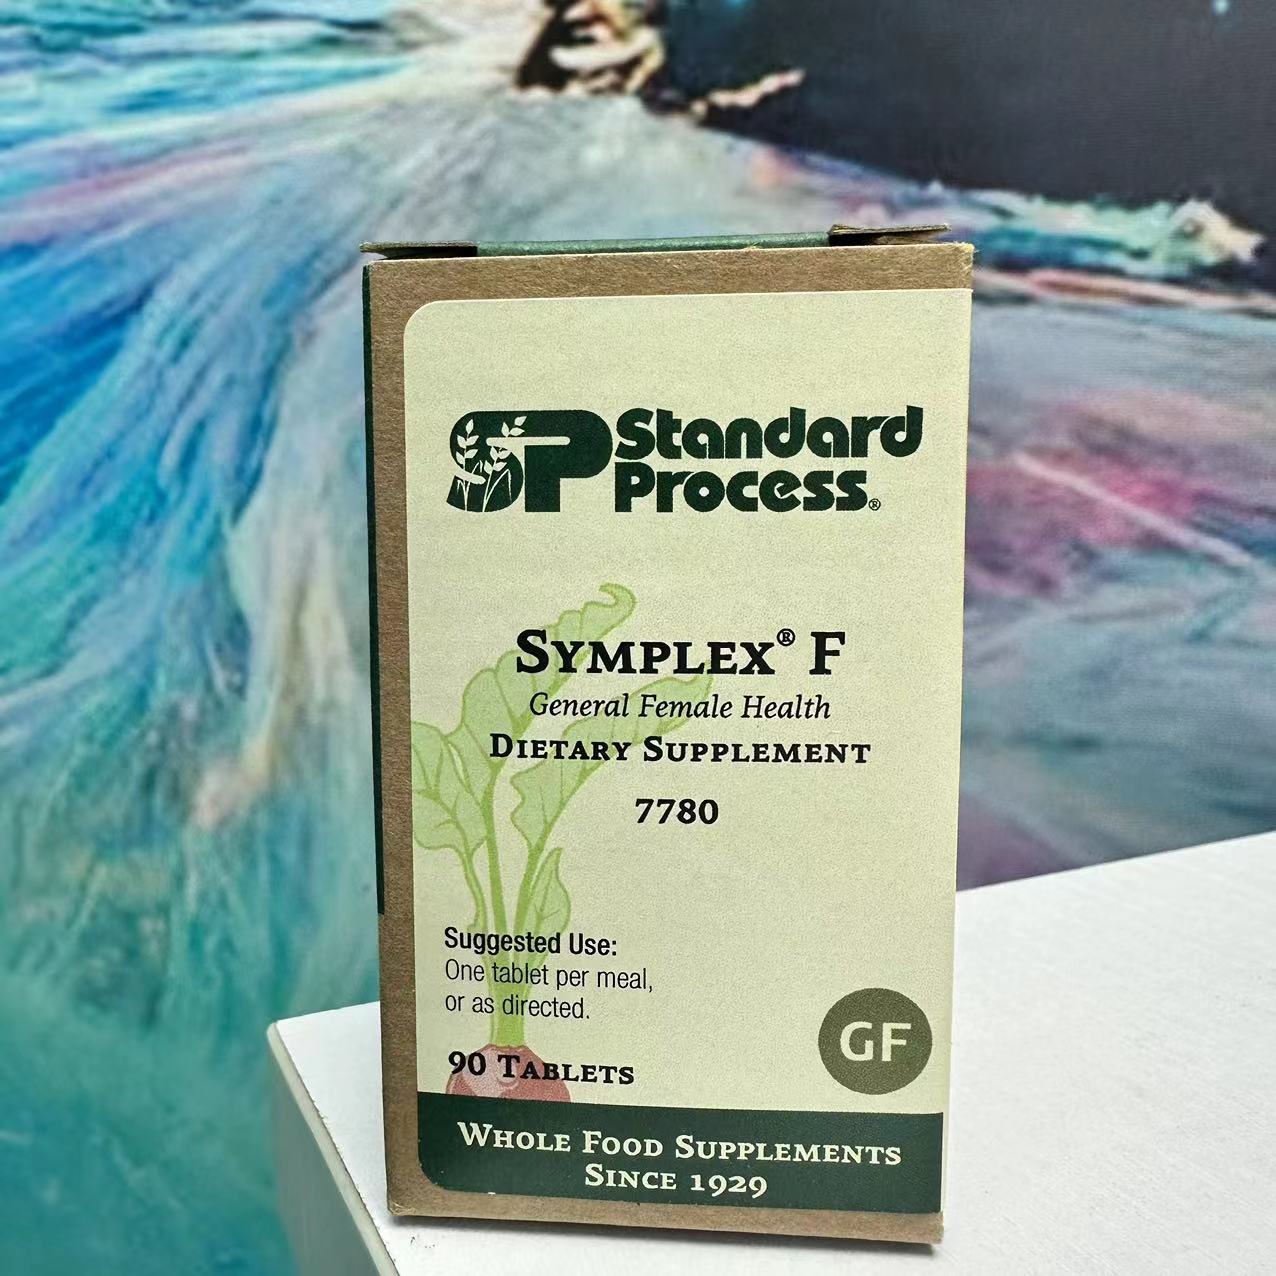 SP Standard
Process®
SYMPLEX® F
General Female Health
DIETARY SUPPLEMENT
7780
Suggested Use:
One tablet per meal,
or as directed.
90 TABLETS
GF
WHOLE FOOD SUPPLEMENTS
SINCE 1929